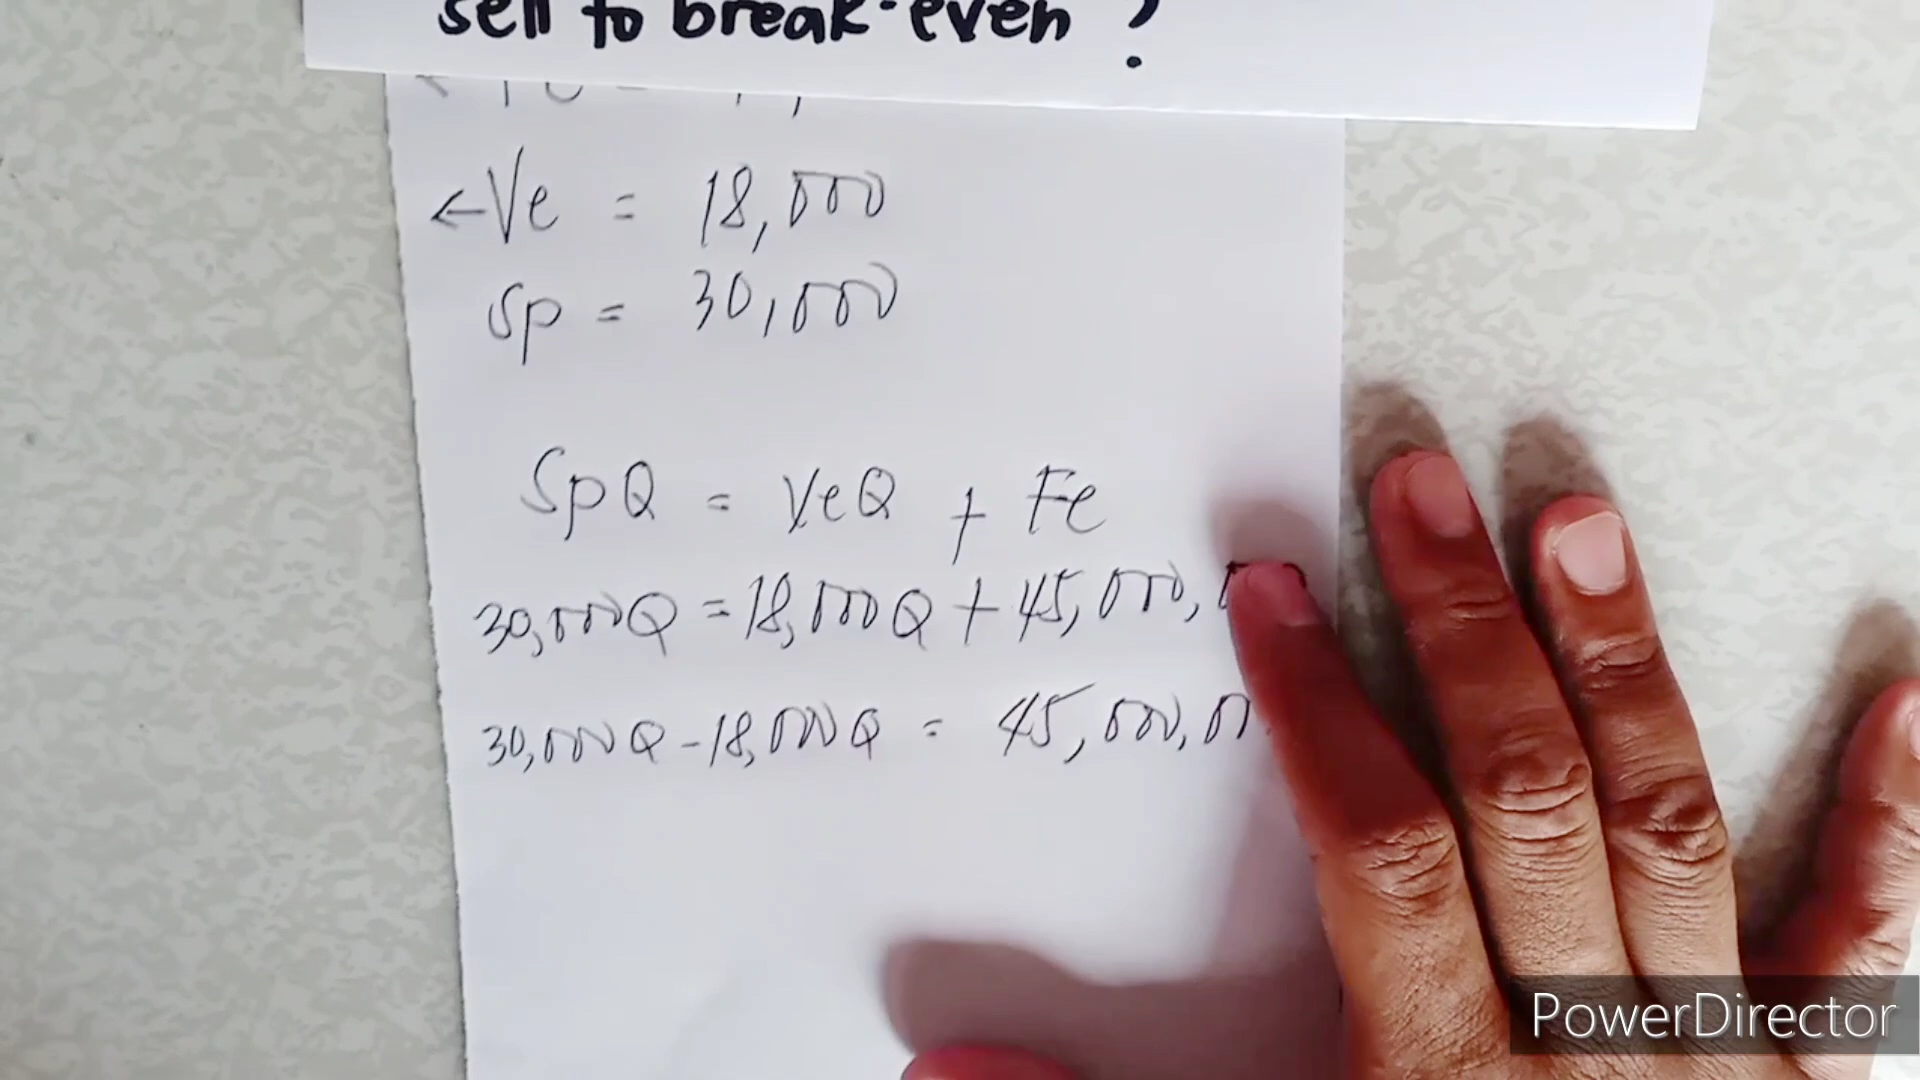 sell to break-even ?
←Ve = 18,000
Sp = 30,000
SpQ = VeQ + Fe
30,000Q = 18,000Q + 45,000,
30,000Q - 18,000Q = 45,000,00
PowerDirector